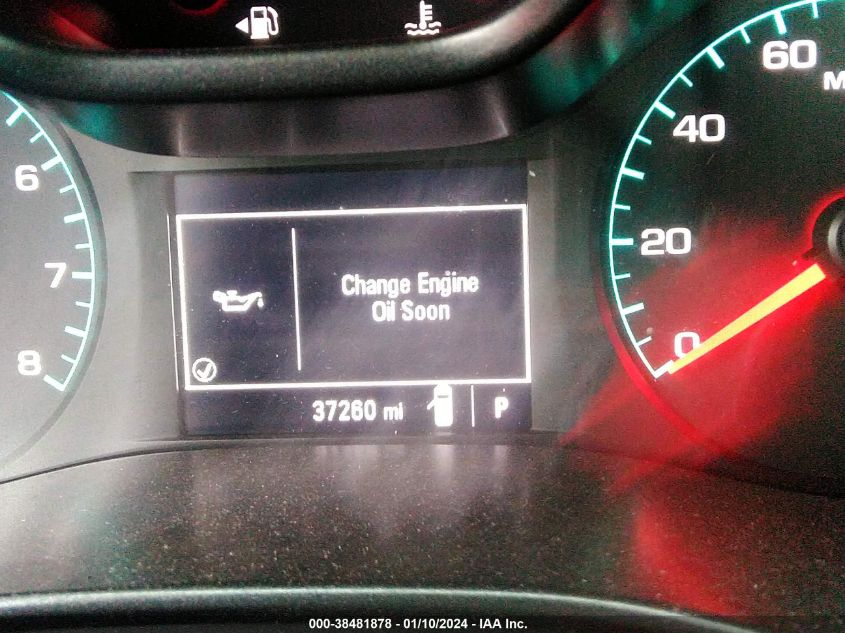 60
M
40
6
20
7
Change Engine
Oil Soon
0
8
37260 mi
P
000-38481878 - 01/10/2024 - IAA Inc.